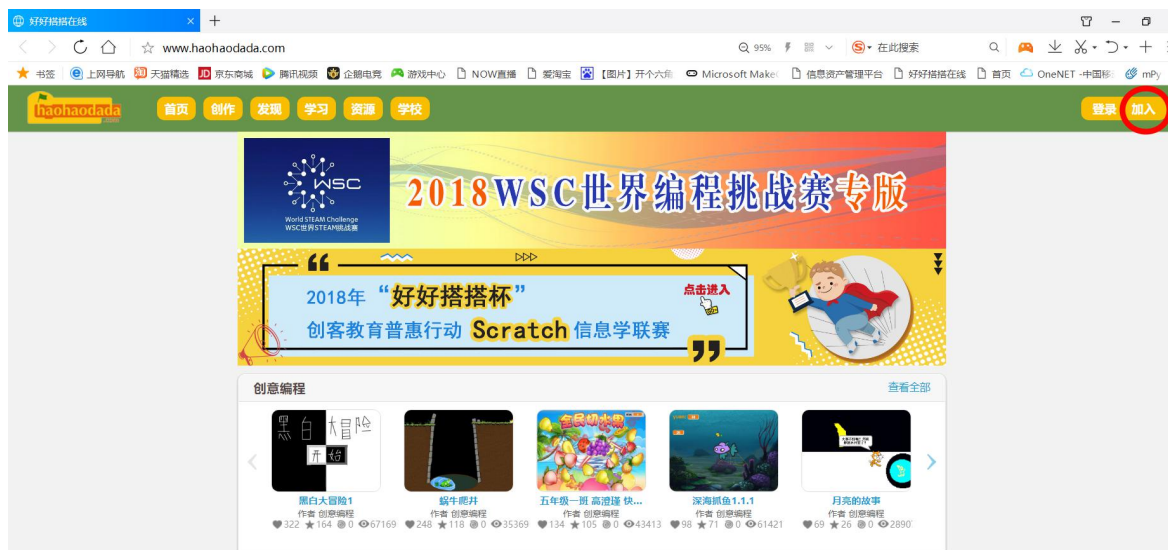 好好搭搭在线
www.haohaodada.com
95%
在此搜索
书签 上网导航 天猫精选 JD 京东商城 腾讯视频 企鹅电竞 游戏中心 NOW直播 爱淘宝 【图片】开个六角 Microsoft Make 信息资产管理平台 好好搭搭在线 首页 OneNET -中国移 mPy
haohaodada 首页 创作 发现 学习 资源 学校 登录 加入
WSC
World STEAM Challenge
WSC世界STEAM挑战赛
2018WSC世界编程挑战赛专版
2018年“好好搭搭杯”
点击进入
创客教育普惠行动 Scratch 信息学联赛
创意编程 查看全部
黑白大冒险
开始
全民切水果
黑白大冒险1 蜗牛爬井 五年级一班 高澄瑾 快... 深海抓鱼1.1.1 月亮的故事
作者 创意编程 作者 创意编程 作者 创意编程 作者 创意编程 作者 创意编程
322 164 0 67169 248 118 0 35369 134 105 0 43413 98 71 0 61421 69 26 0 2890